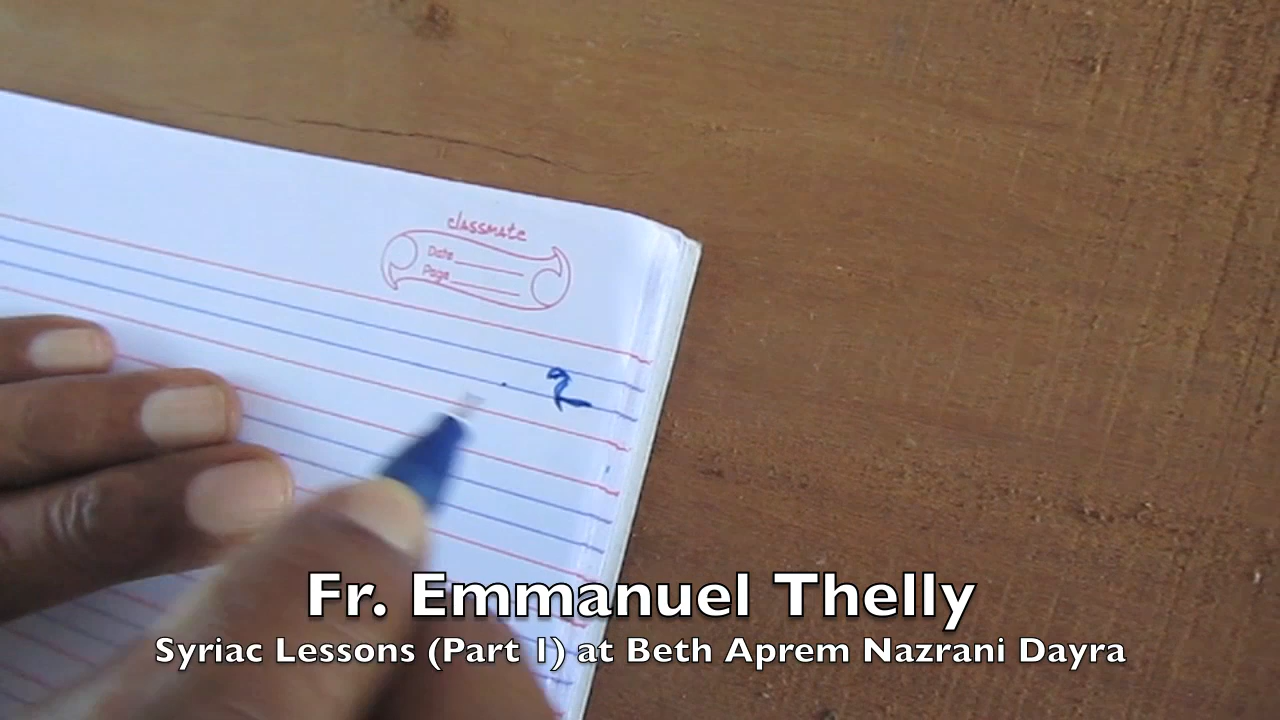 classmate
Date
Page
ܐ
Fr. Emmanuel Thelly
Syriac Lessons (Part 1) at Beth Aprem Nazrani Dayra